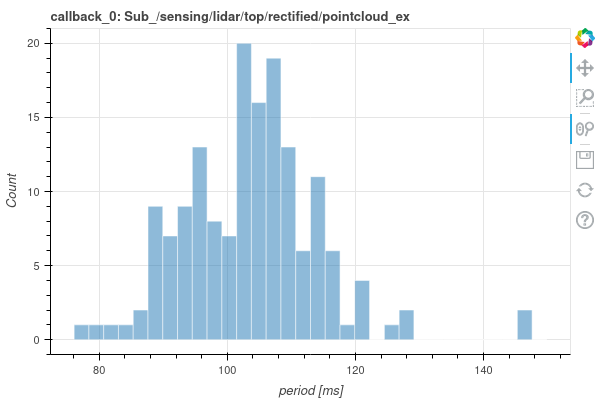 callback_0: Sub_/sensing/lidar/top/rectified/pointcloud_ex
20
15
10
5
0
Count
80 100 120 140
period [ms]